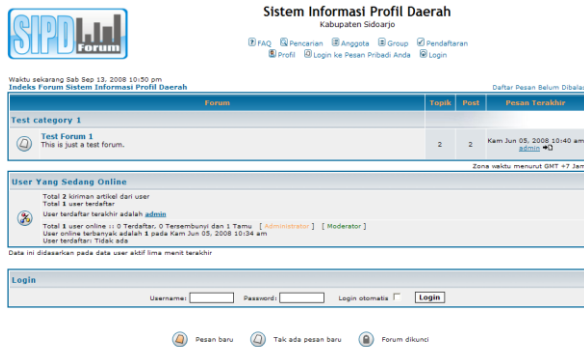 SIPD Forum
Sistem Informasi Profil Daerah
Kabupaten Sidoarjo
FAQ Pencarian Anggota Group Pendaftaran
Profil Login ke Pesan Pribadi Anda Login
Waktu sekarang Sab Sep 13, 2008 10:50 pm
Indeks Forum Sistem Informasi Profil Daerah
Daftar Pesan Belum Dibalas
Forum Topik Post Pesan Terakhir
Test category 1
Test Forum 1
This is just a test forum.
2 2
Kam Jun 05, 2008 10:40 am
admin
Zona waktu menurut GMT +7 Jam
User Yang Sedang Online
Total 2 kiriman artikel dari user
Total 1 user terdaftar
User terdaftar terakhir adalah admin
Total 1 user online :: 0 Terdaftar, 0 Tersembunyi dan 1 Tamu [ Administrator ] [ Moderator ]
User online terbanyak adalah 1 pada Kam Jun 05, 2008 10:34 am
User terdaftar: Tidak ada
Data ini didasarkan pada data user aktif lima menit terakhir
Login
Username: Password: Login otomatis Login
Pesan baru Tak ada pesan baru Forum dikunci